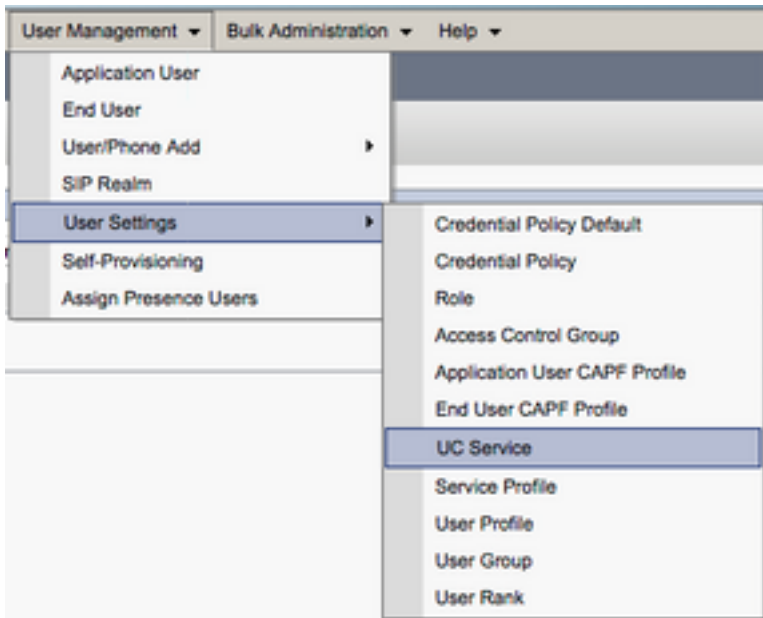 User Management Bulk Administration Help
Application User
End User
User/Phone Add
SIP Realm
User Settings
Self-Provisioning
Assign Presence Users
Credential Policy Default
Credential Policy
Role
Access Control Group
Application User CAPF Profile
End User CAPF Profile
UC Service
Service Profile
User Profile
User Group
User Rank